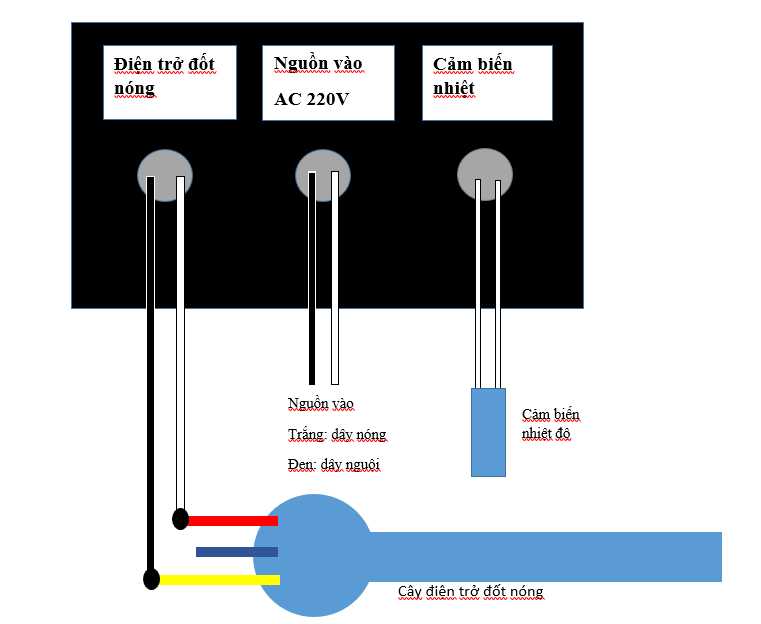 Điện trở đốt
nóng
Nguồn vào
AC 220V
Cảm biến
nhiệt
Nguồn vào
Trắng: dây nóng
Đen: dây nguội
Cảm biến
nhiệt độ
Cây điện trở đốt nóng